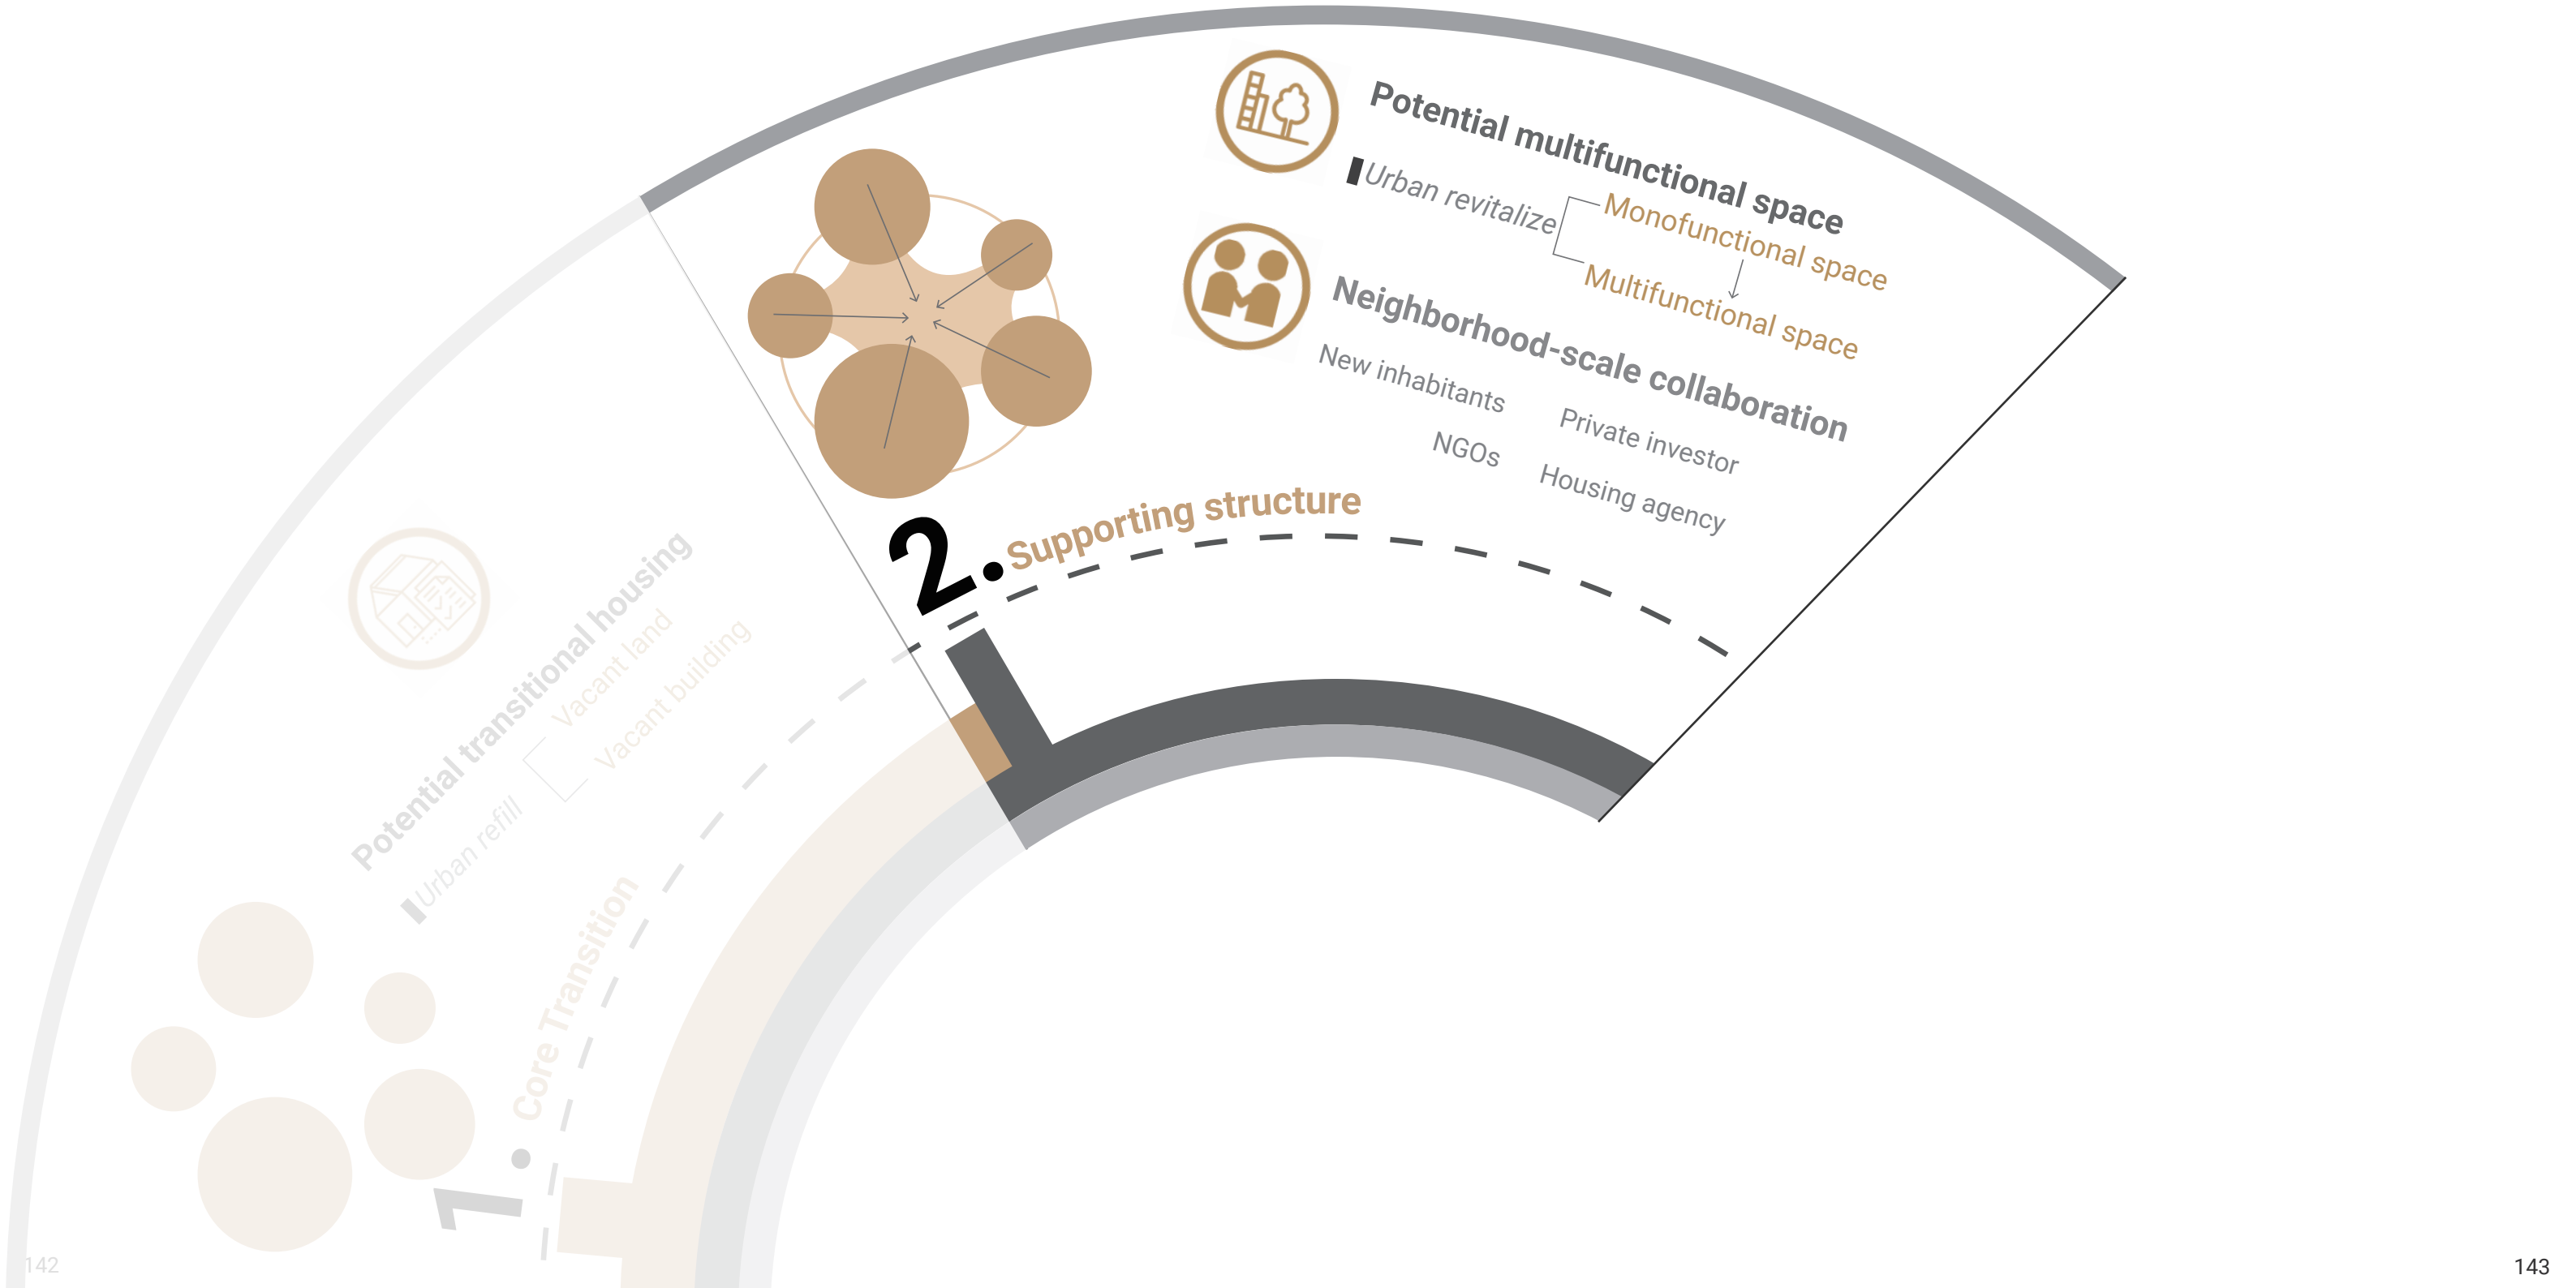 Potential multifunctional space
Urban revitalize
Monofunctional space
Multifunctional space
Neighborhood-scale collaboration
New inhabitants
Private investor
NGOs
Housing agency
2. Supporting structure
Potential transitional housing
Urban refill
Vacant land
Vacant building
1. Core Transition
142
143